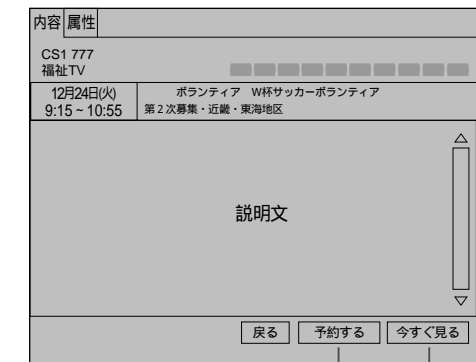 内容 属性
CS1 777
福祉TV
12月24日(火)
9:15~10:55
ボランティア W杯サッカーボランティア
第2次募集・近畿・東海地区
説明文
戻る 予約する 今すぐ見る